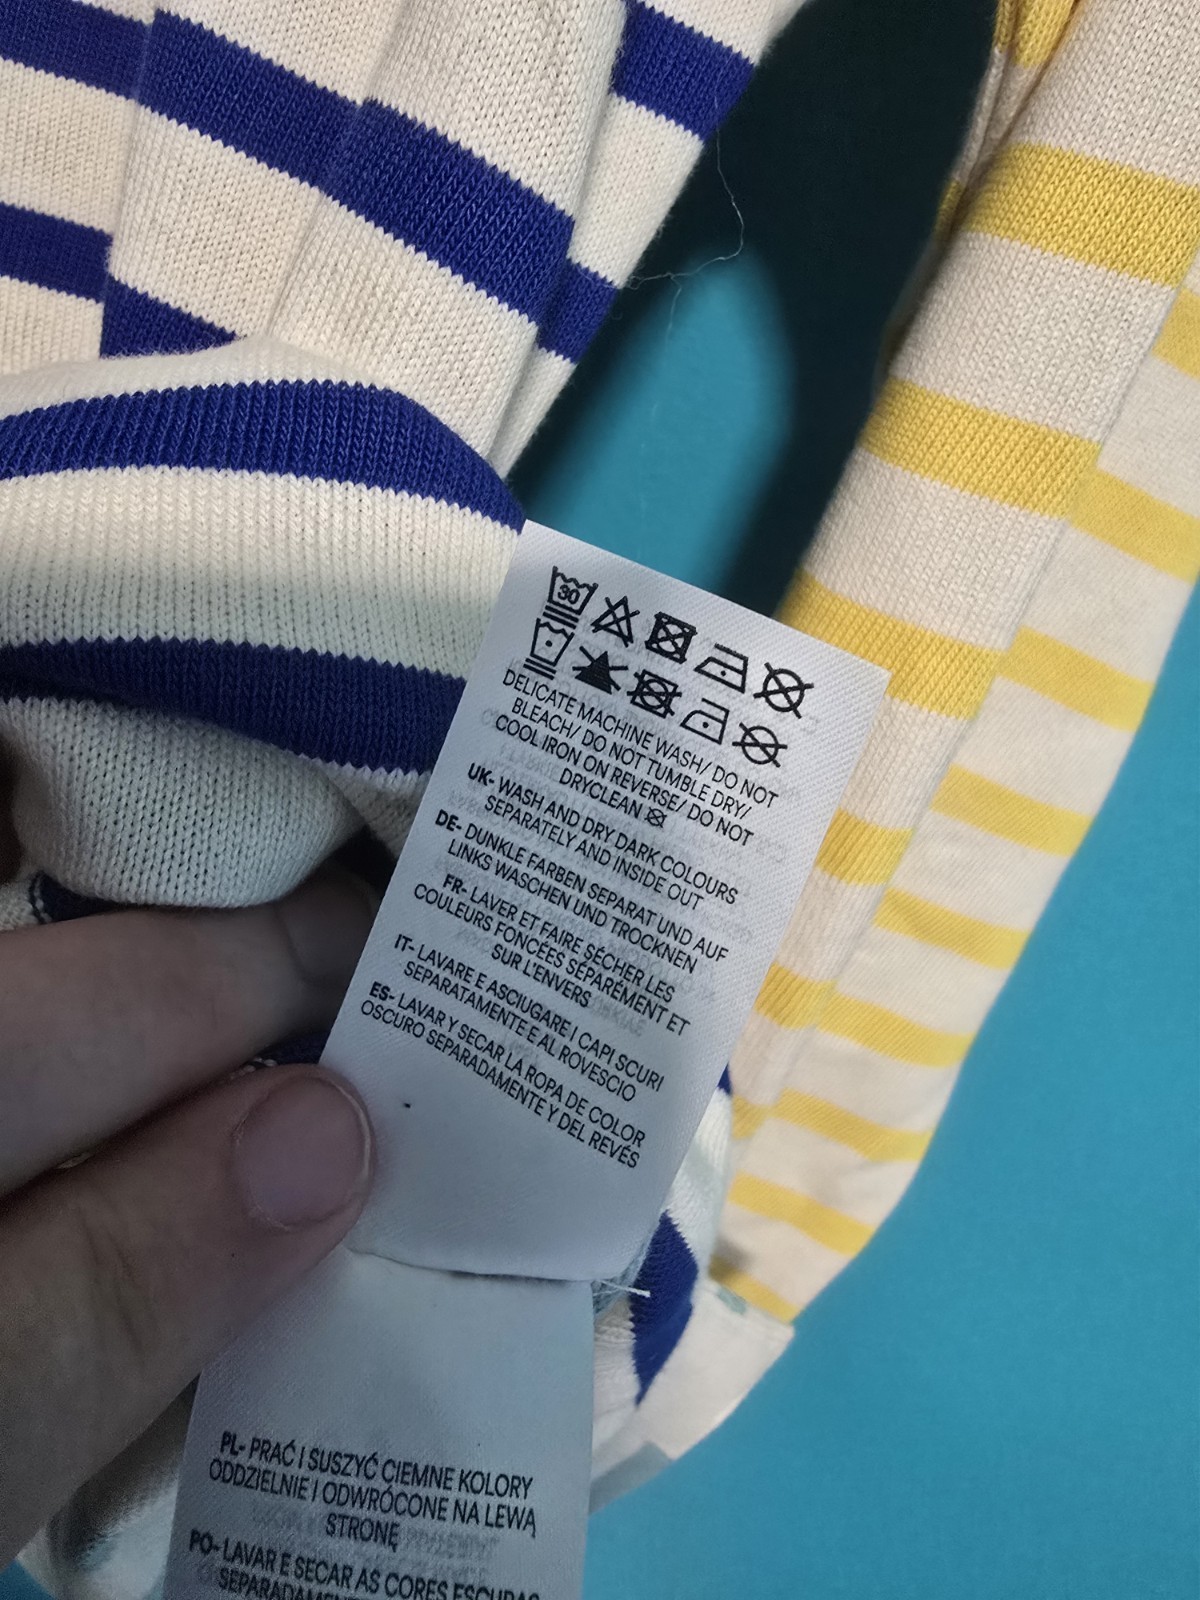 30
DELICATE MACHINE WASH/ DO NOT
BLEACH/ DO NOT TUMBLE DRY/
COOL IRON ON REVERSE/ DO NOT
DRYCLEAN
UK- WASH AND DRY DARK COLOURS
SEPARATELY AND INSIDE OUT
DE- DUNKLE FARBEN SEPARAT UND AUF
LINKS WASCHEN UND TROCKNEN
FR- LAVER ET FAIRE SÉCHER LES
COULEURS FONCÉES SÉPARÉMENT ET
SUR L'ENVERS
IT- LAVARE E ASCIUGARE I CAPI SCURI
SEPARATAMENTE E AL ROVESCIO
ES- LAVAR Y SECAR LA ROPA DE COLOR
OSCURO SEPARADAMENTE Y DEL REVÉS
PL- PRAĆ I SUSZYĆ CIEMNE KOLORY
ODDZIELNIE I ODWRÓCONE NA LEWĄ
STRONĘ
PO- LAVAR E SECAR AS CORES ESCURAS